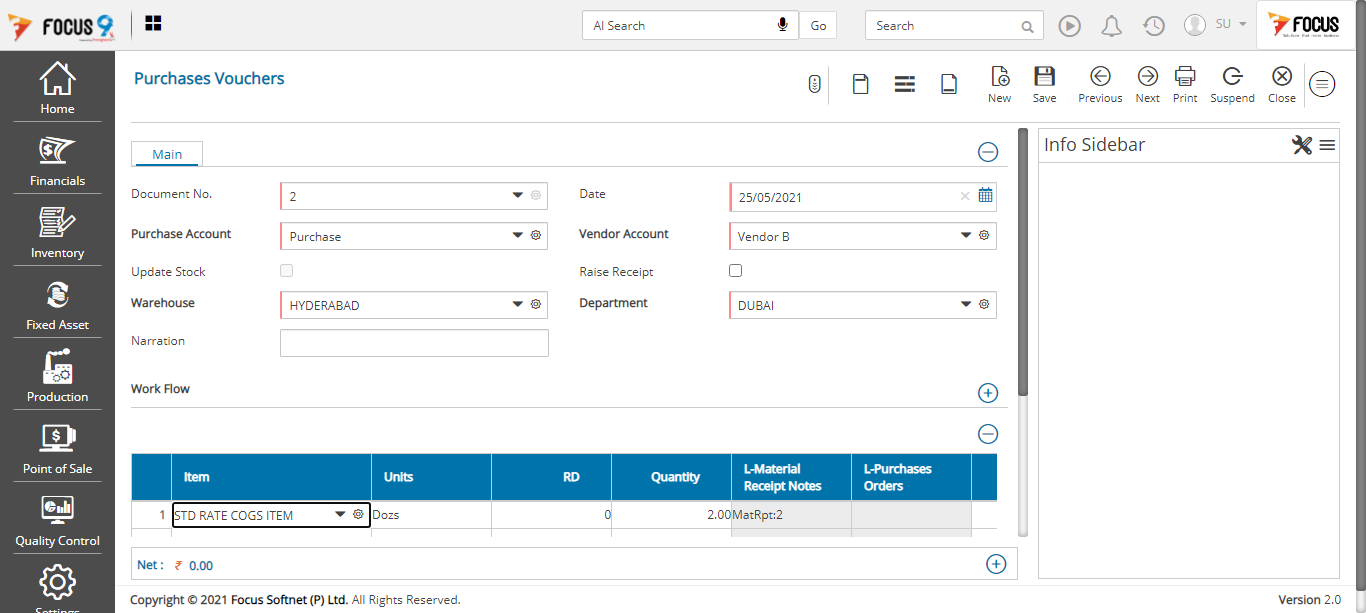 FOCUS 9
AI Search
Go
Search
SU
FOCUS
Home
Financials
Inventory
Fixed Asset
Production
Point of Sale
Quality Control
Settings
Purchases Vouchers
New
Save
Previous
Next
Print
Suspend
Close
Main
Document No.
2
Date
25/05/2021
Purchase Account
Purchase
Vendor Account
Vendor B
Update Stock
Raise Receipt
Warehouse
HYDERABAD
Department
DUBAI
Narration
Work Flow
Item
Units
RD
Quantity
L-Material
Receipt Notes
L-Purchases
Orders
1
STD RATE COGS ITEM
Dozs
0
2.00
MatRpt:2
Net : ₹ 0.00
Info Sidebar
Copyright © 2021 Focus Softnet (P) Ltd. All Rights Reserved.
Version 2.0